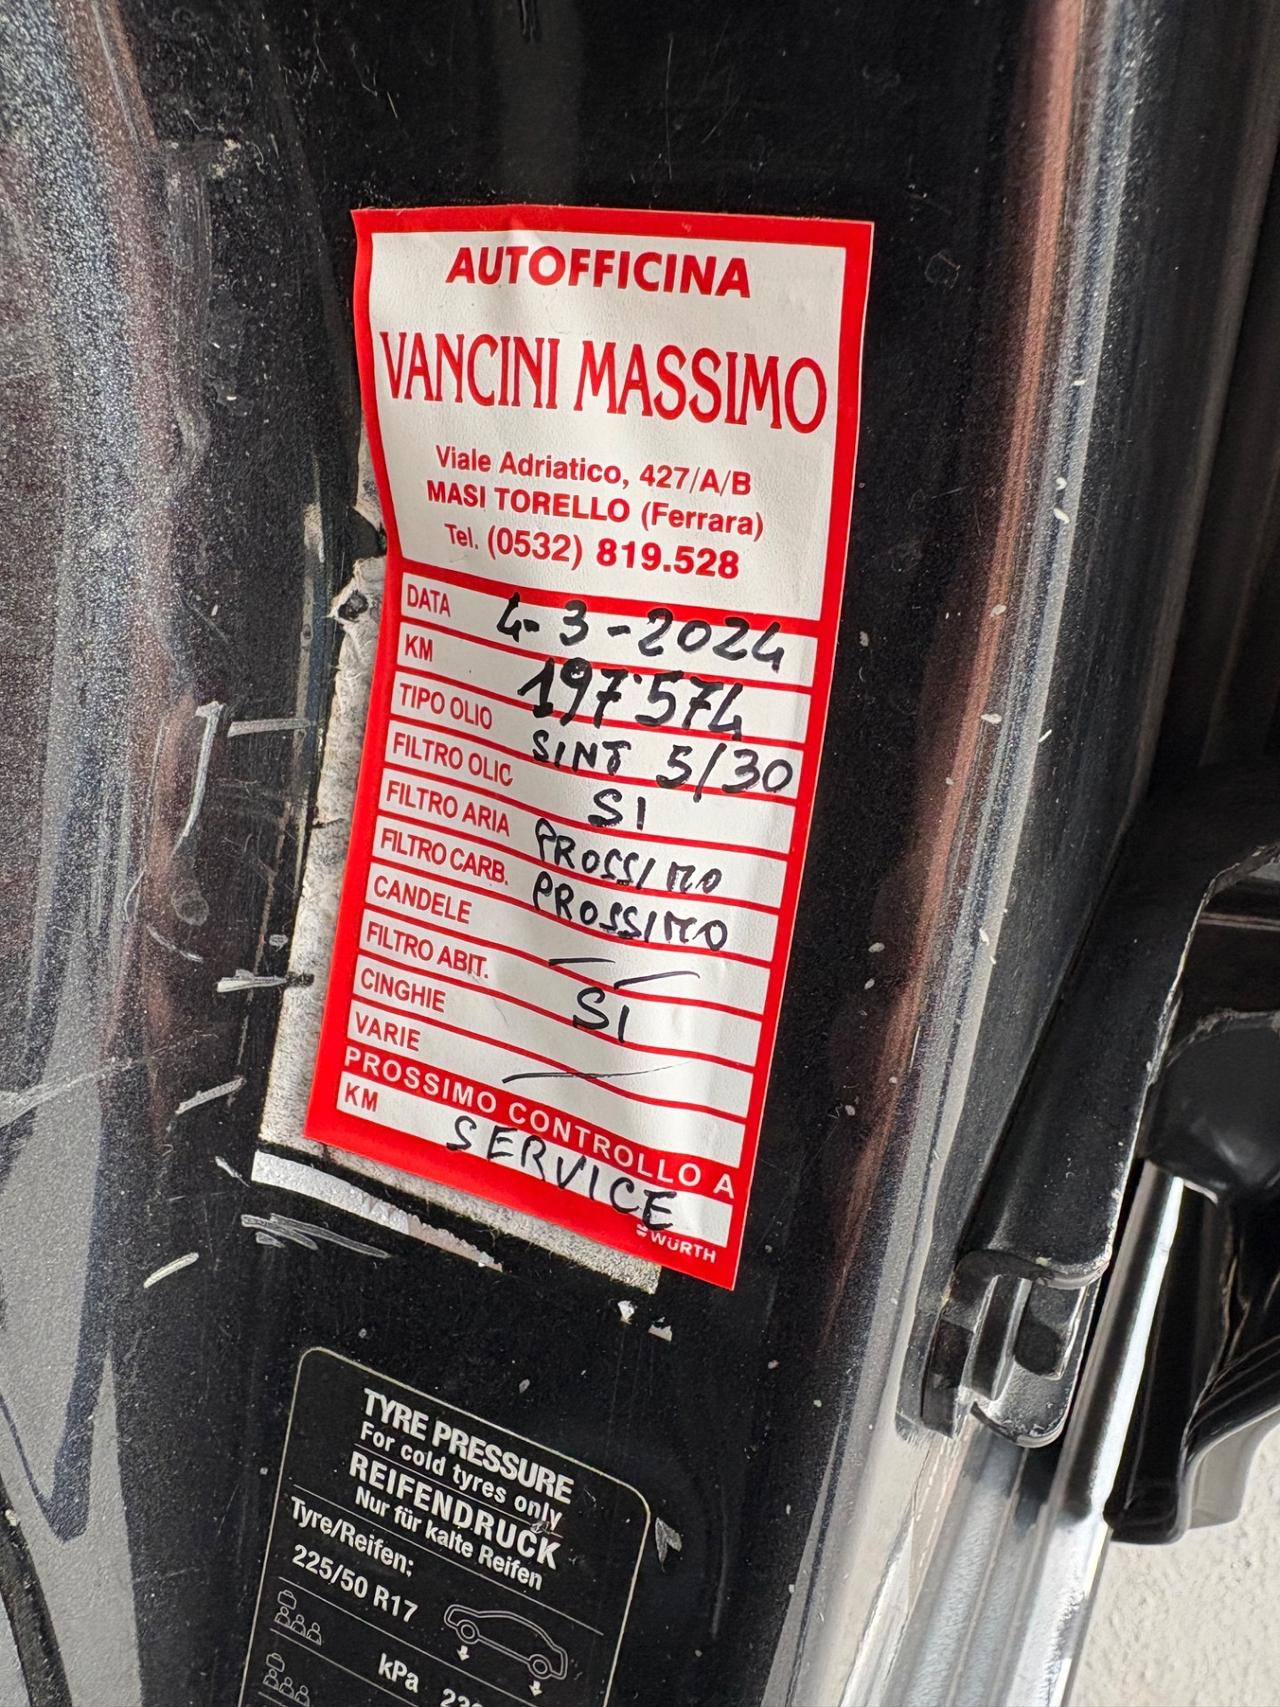 AUTOFFICINA
VANCINI MASSIMO
Viale Adriatico, 427/A/B
MASI TORELLO (Ferrara)
Tel. (0532) 819.528
DATA 4-3-2024
KM 197'574
TIPO OLIO SINT 5/30
FILTRO OLIO SI
FILTRO ARIA PROSSIMO
FILTRO CARB. PROSSIMO
CANDELE
FILTRO ABIT. SI
CINGHIE
VARIE
PROSSIMO CONTROLLO A
KM SERVICE
WÜRTH
TYRE PRESSURE
For cold tyres only
REIFENDRUCK
Nur für kalte Reifen
Tyre/Reifen:
225/50 R17
kPa